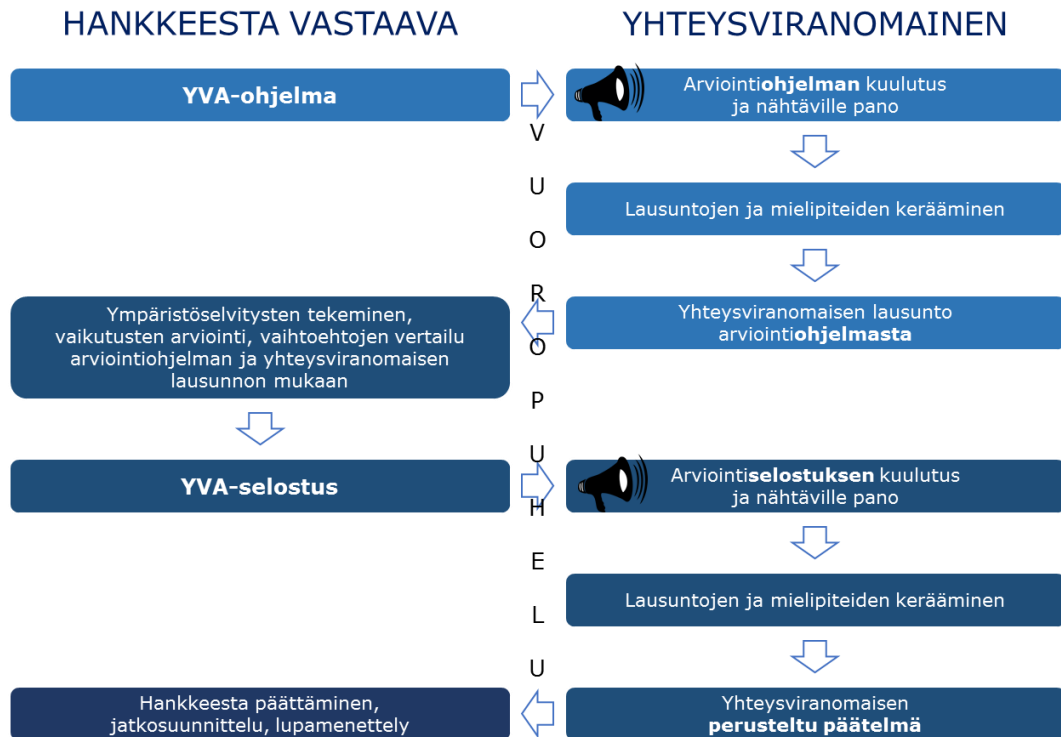 HANKKEESTA VASTAAVA
YHTEYSVIRANOMAINEN
YVA-ohjelma
Arviointiohjelman kuulutus
ja nähtäville pano
Lausuntojen ja mielipiteiden kerääminen
Yhteysviranomaisen lausunto
arviointiohjelmasta
Ympäristöselvitysten tekeminen,
vaikutusten arviointi, vaihtoehtojen vertailu
arviointiohjelman ja yhteysviranomaisen
lausunnon mukaan
YVA-selostus
Arviointiselostuksen kuulutus
ja nähtäville pano
Lausuntojen ja mielipiteiden kerääminen
Yhteysviranomaisen
perusteltu päätelmä
Hankkeesta päättäminen,
jatkosuunnittelu, lupamenettely
V
U
O
R
O
P
U
H
E
L
U